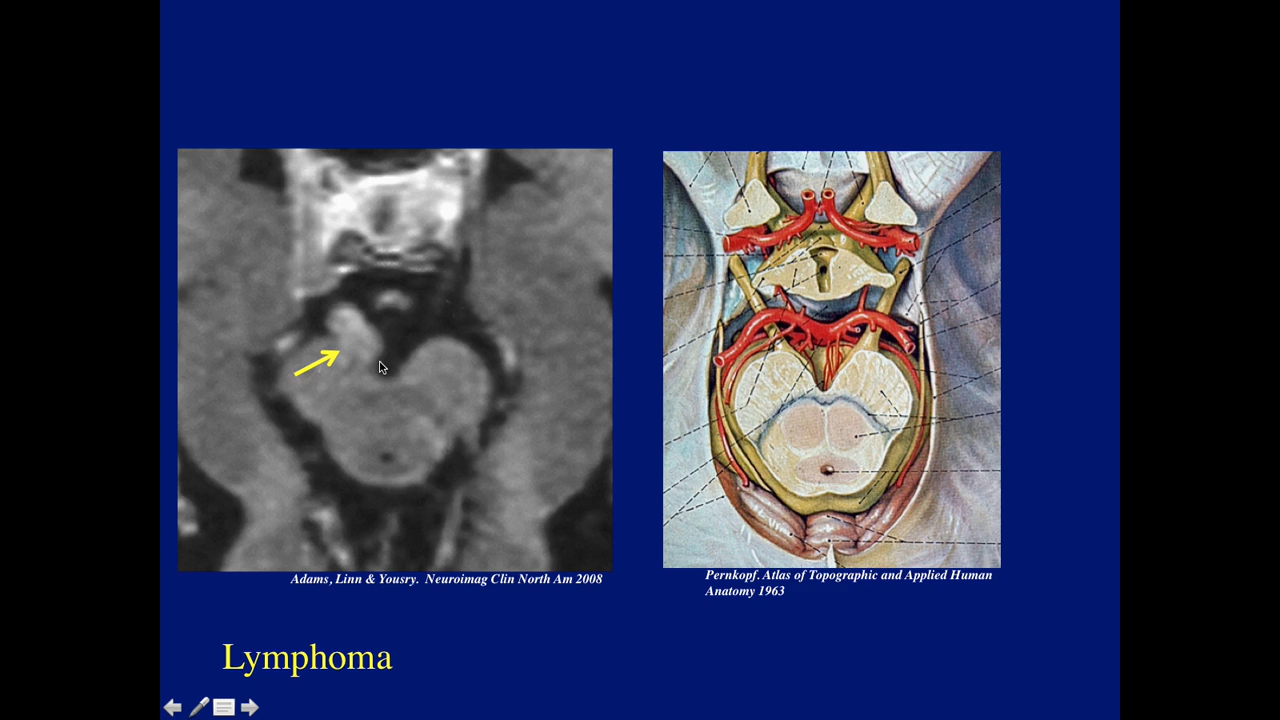 Adams, Linn & Yousry. Neuroimag Clin North Am 2008
Pernkopf. Atlas of Topographic and Applied Human
Anatomy 1963
Lymphoma